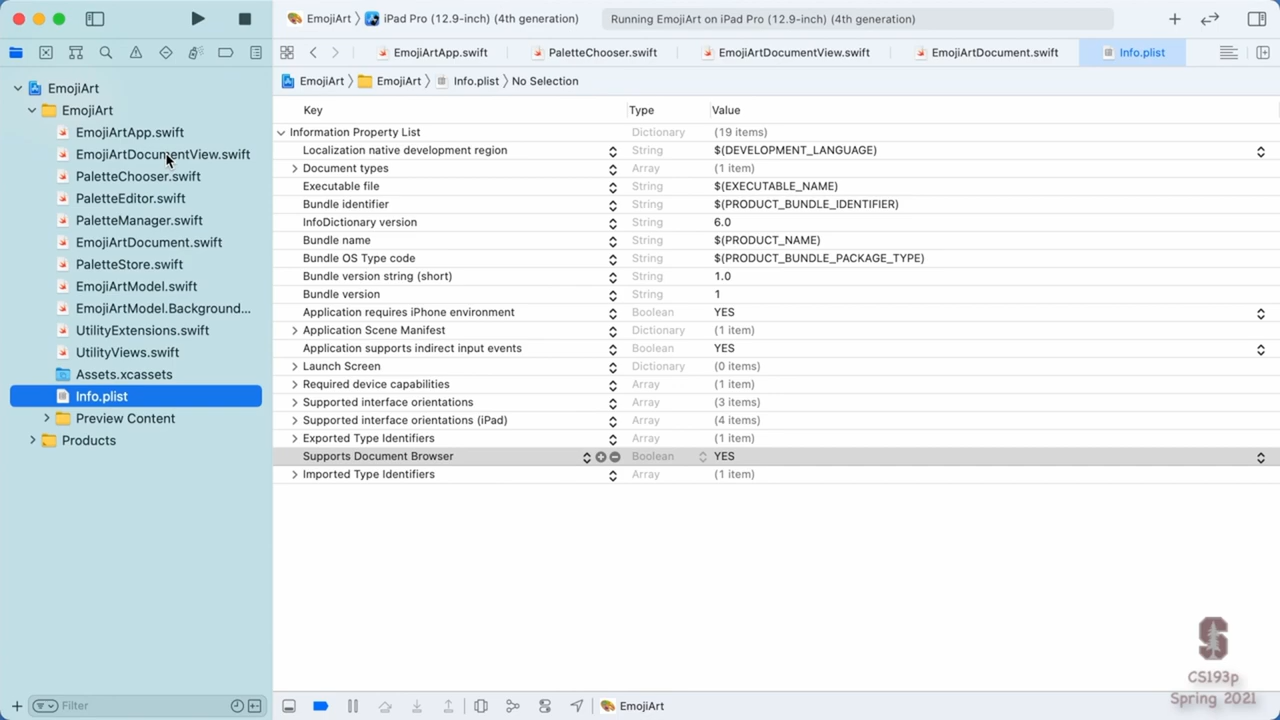 EmojiArt
iPad Pro (12.9-inch) (4th generation)
Running EmojiArt on iPad Pro (12.9-inch) (4th generation)
EmojiArtApp.swift
PaletteChooser.swift
EmojiArtDocumentView.swift
EmojiArtDocument.swift
Info.plist
EmojiArt
EmojiArt
Info.plist
No Selection
EmojiArt
EmojiArt
EmojiArtApp.swift
EmojiArtDocumentView.swift
PaletteChooser.swift
PaletteEditor.swift
PaletteManager.swift
EmojiArtDocument.swift
PaletteStore.swift
EmojiArtModel.swift
EmojiArtModel.Background...
UtilityExtensions.swift
UtilityViews.swift
Assets.xcassets
Info.plist
Preview Content
Products
Filter
Key Type Value
Information Property List Dictionary (19 items)
Localization native development region String $(DEVELOPMENT_LANGUAGE)
Document types Array (1 item)
Executable file String $(EXECUTABLE_NAME)
Bundle identifier String $(PRODUCT_BUNDLE_IDENTIFIER)
InfoDictionary version String 6.0
Bundle name String $(PRODUCT_NAME)
Bundle OS Type code String $(PRODUCT_BUNDLE_PACKAGE_TYPE)
Bundle version string (short) String 1.0
Bundle version String 1
Application requires iPhone environment Boolean YES
Application Scene Manifest Dictionary (1 item)
Application supports indirect input events Boolean YES
Launch Screen Dictionary (0 items)
Required device capabilities Array (1 item)
Supported interface orientations Array (3 items)
Supported interface orientations (iPad) Array (4 items)
Exported Type Identifiers Array (1 item)
Supports Document Browser Boolean YES
Imported Type Identifiers Array (1 item)
S
CS193p
Spring 2021
EmojiArt